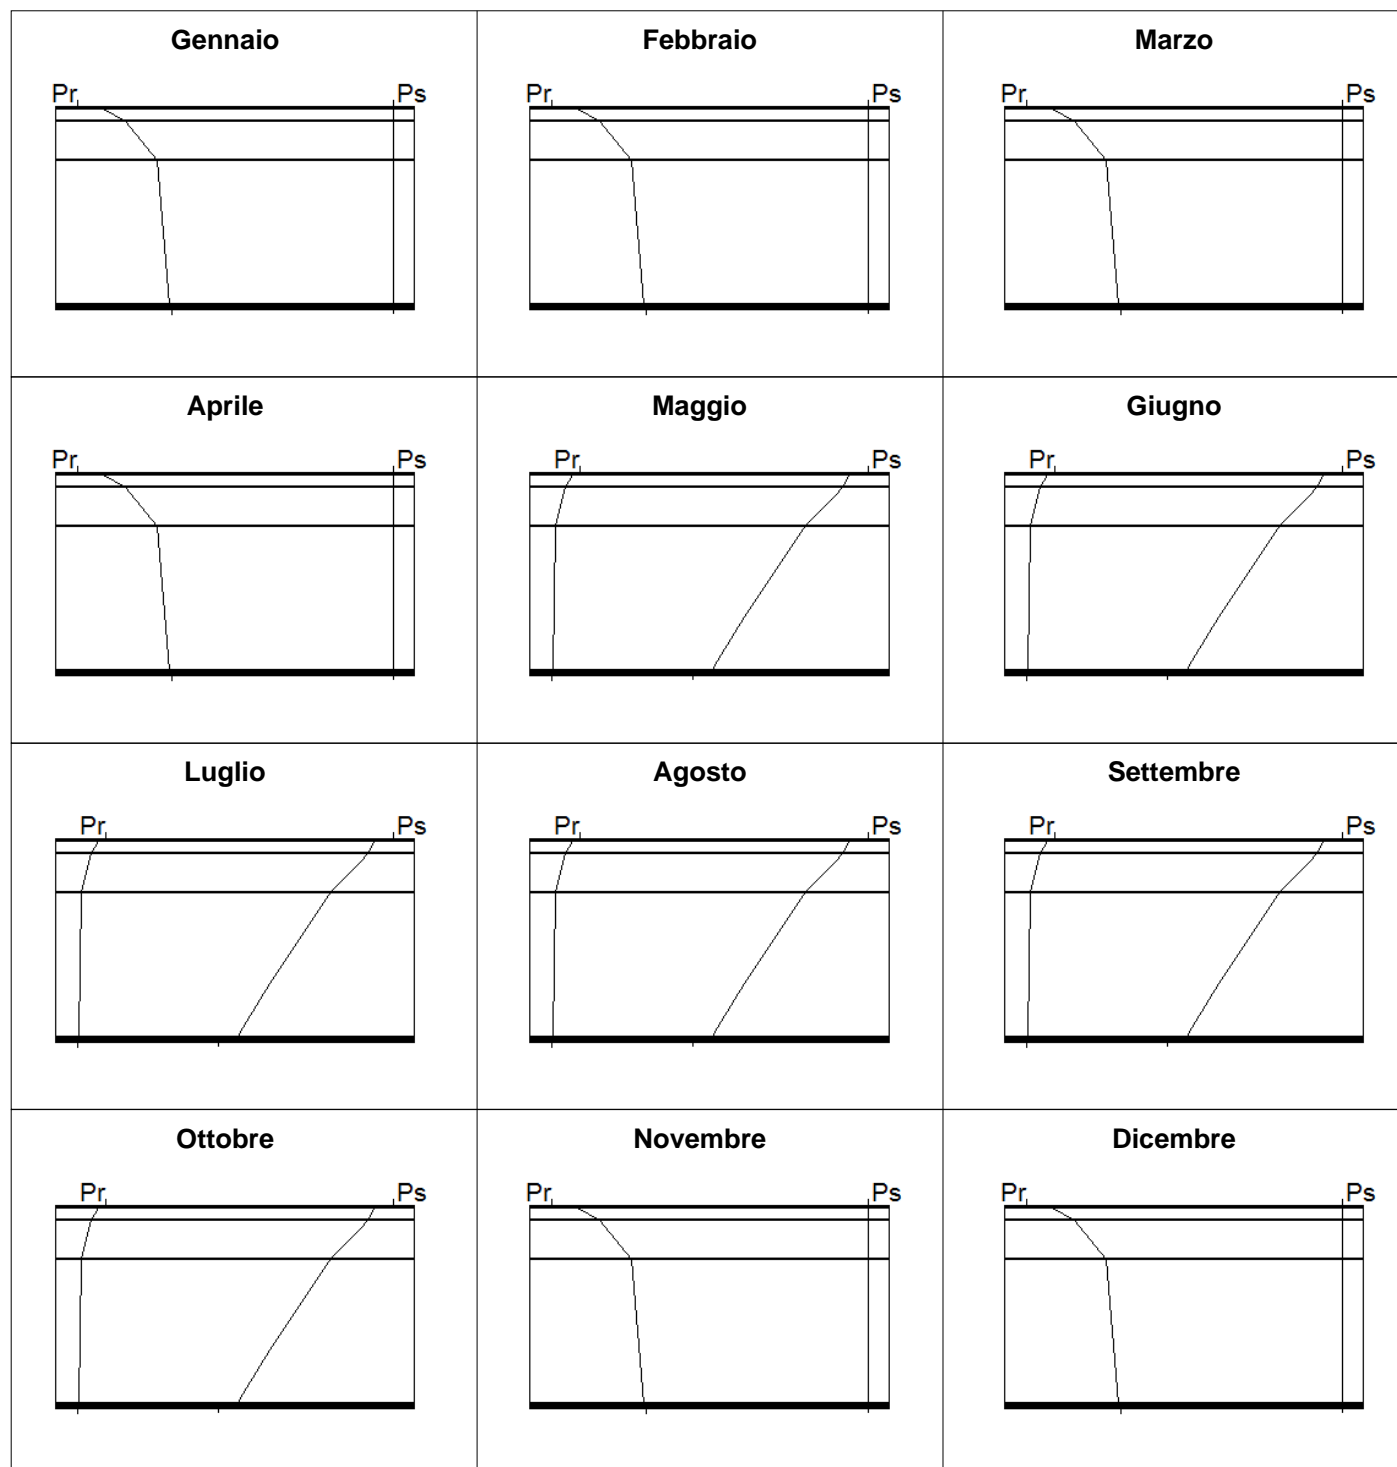 Gennaio Febbraio Marzo
Pr Ps Pr Ps Pr Ps
Aprile Maggio Giugno
Pr Ps Pr Ps Pr Ps
Luglio Agosto Settembre
Pr Ps Pr Ps Pr Ps
Ottobre Novembre Dicembre
Pr Ps Pr Ps Pr Ps